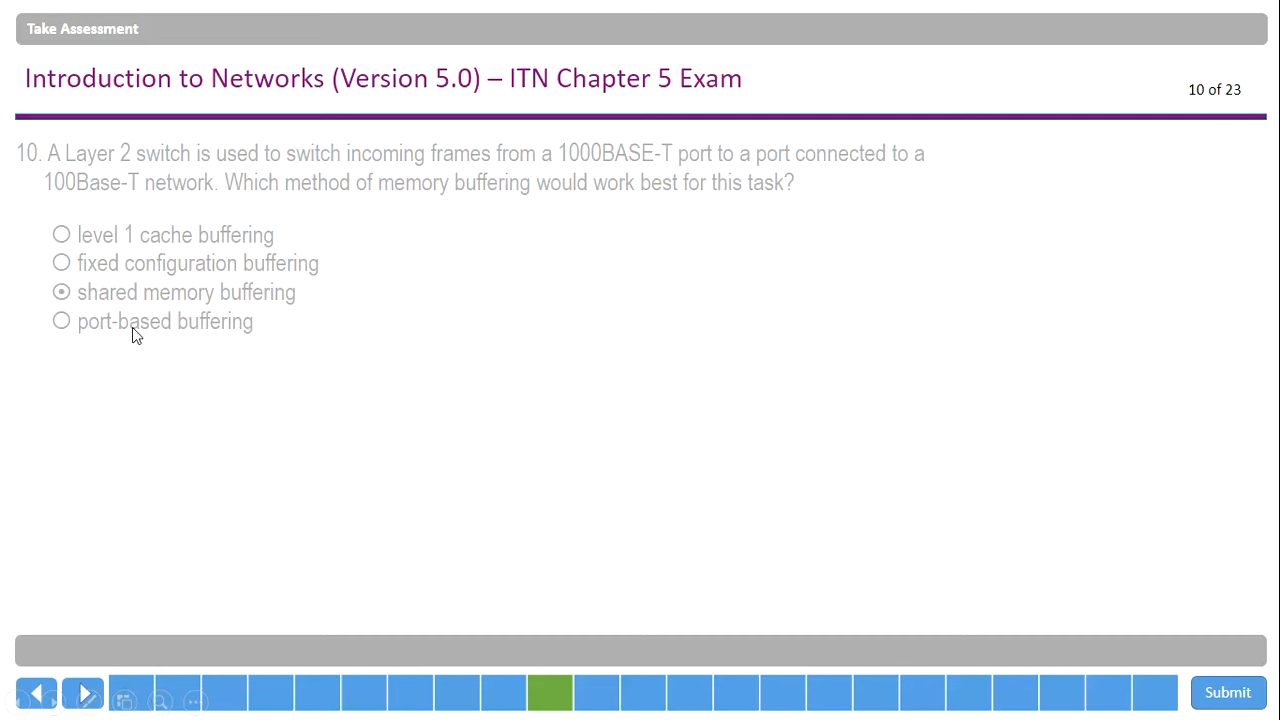 Take Assessment
Introduction to Networks (Version 5.0) – ITN Chapter 5 Exam
10 of 23
10. A Layer 2 switch is used to switch incoming frames from a 1000BASE-T port to a port connected to a
100Base-T network. Which method of memory buffering would work best for this task?
level 1 cache buffering
fixed configuration buffering
shared memory buffering
port-based buffering
Submit